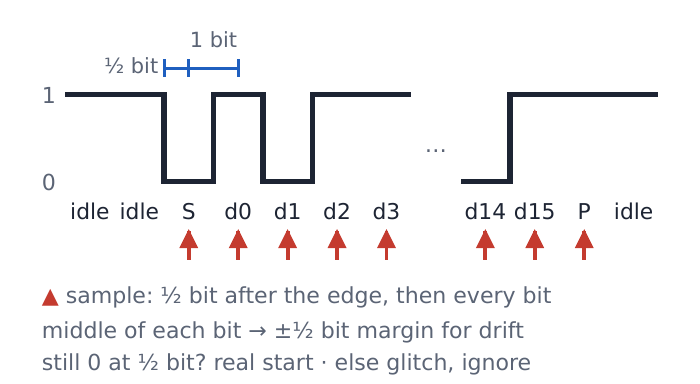 1 bit
½ bit
1
...
0
idle idle S d0 d1 d2 d3 d14 d15 P idle
▲ sample: ½ bit after the edge, then every bit
middle of each bit → ±½ bit margin for drift
still 0 at ½ bit? real start · else glitch, ignore